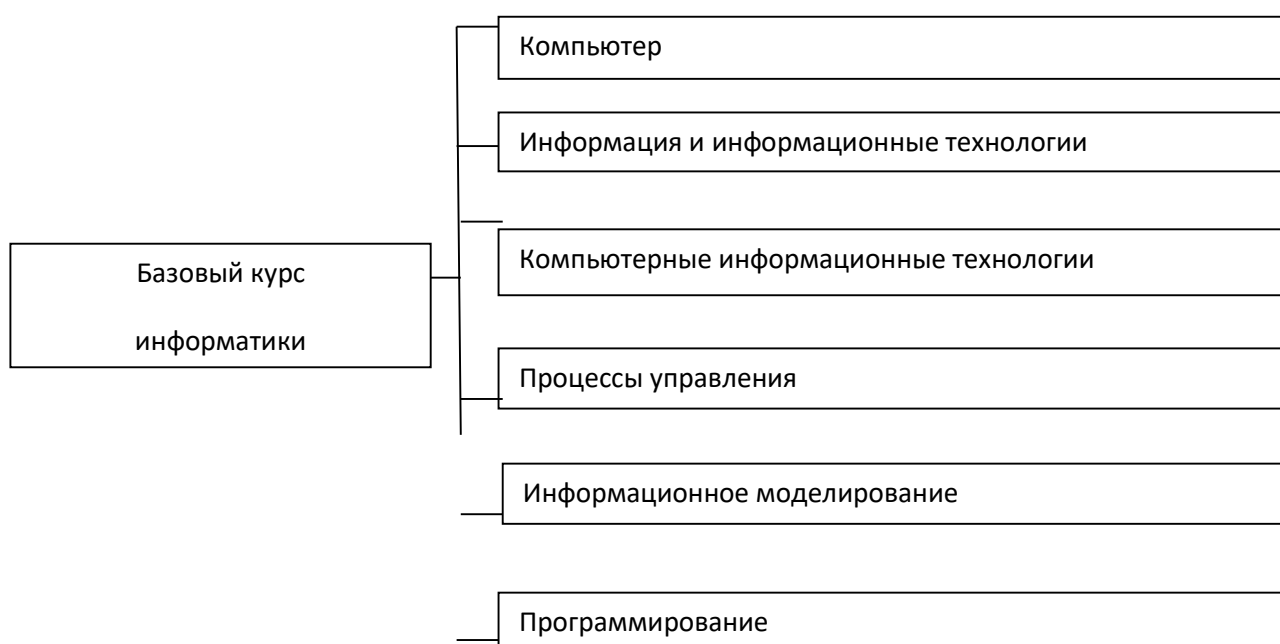 Компьютер
Информация и информационные технологии
Базовый курс
информатики
Компьютерные информационные технологии
Процессы управления
Информационное моделирование
Программирование